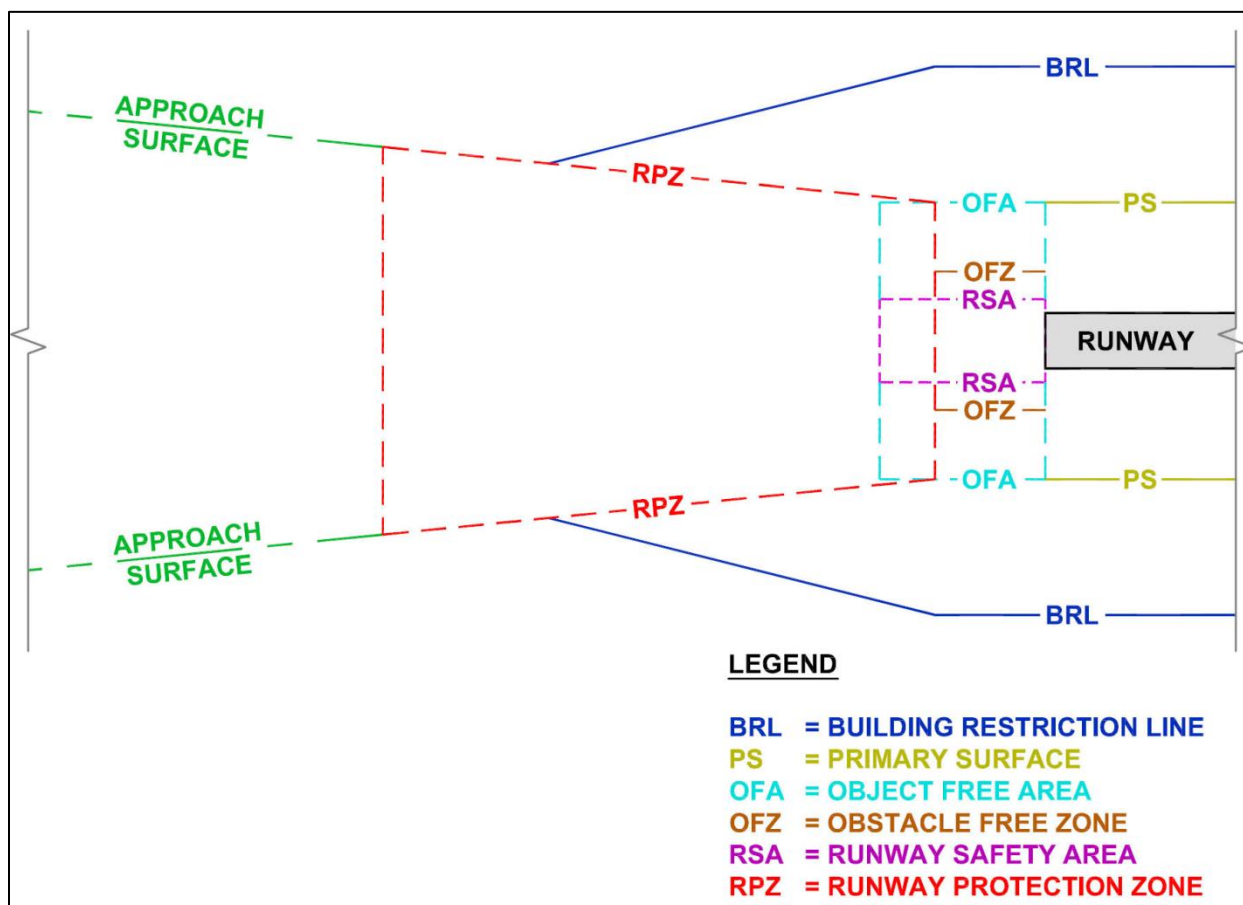 BRL
APPROACH
SURFACE
RPZ
OFA
PS
OFZ
RSA
RUNWAY
RSA
OFZ
OFA
PS
RPZ
APPROACH
SURFACE
BRL
LEGEND
BRL = BUILDING RESTRICTION LINE
PS = PRIMARY SURFACE
OFA = OBJECT FREE AREA
OFZ = OBSTACLE FREE ZONE
RSA = RUNWAY SAFETY AREA
RPZ = RUNWAY PROTECTION ZONE